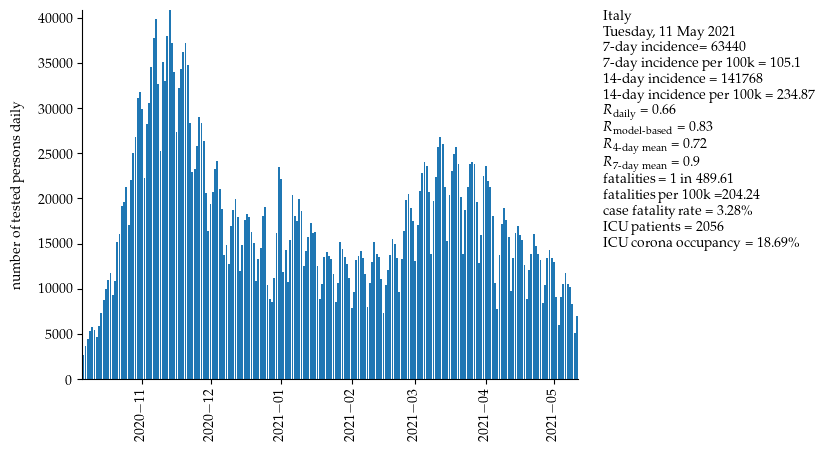 number of tested persons daily
40000
35000
30000
25000
20000
15000
10000
5000
0
2020−11
2020−12
2021−01
2021−02
2021−03
2021−04
2021−05
Italy
Tuesday, 11 May 2021
7-day incidence= 63440
7-day incidence per 100k = 105.1
14-day incidence = 141768
14-day incidence per 100k = 234.87
R daily = 0.66
R model-based = 0.83
R 4-day mean = 0.72
R 7-day mean = 0.9
fatalities = 1 in 489.61
fatalities per 100k =204.24
case fatality rate = 3.28%
ICU patients = 2056
ICU corona occupancy = 18.69%